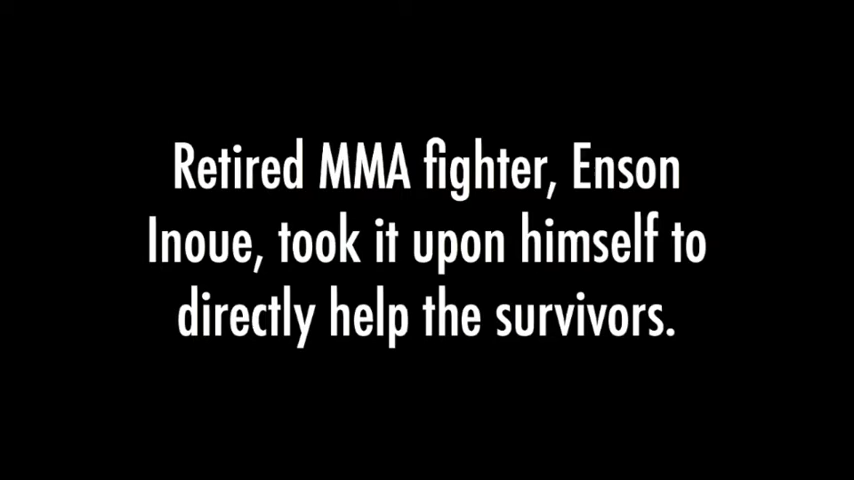 Retired MMA fighter, Enson
Inoue, took it upon himself to
directly help the survivors.